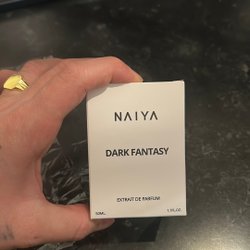 NAIYA
DARK FANTASY
EXTRAIT DE PARFUM
50ML 1.7FL.OZ.